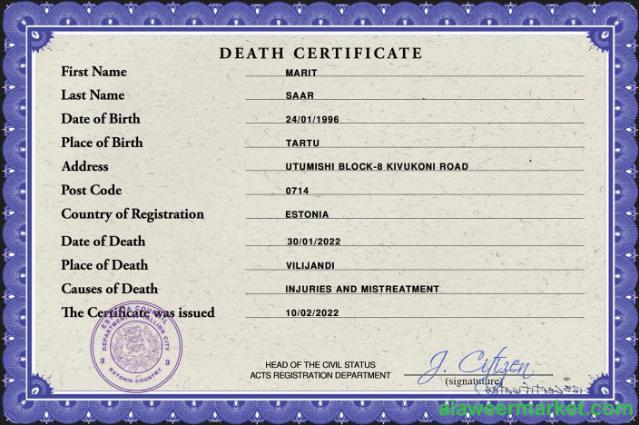 DEATH CERTIFICATE
First Name MARIT
Last Name SAAR
Date of Birth 24/01/1996
Place of Birth TARTU
Address UTUMISHI BLOCK-8 KIVUKONI ROAD
Post Code 0714
Country of Registration ESTONIA
Date of Death 30/01/2022
Place of Death VILIJANDI
Causes of Death INJURIES AND MISTREATMENT
The Certificate was issued 10/02/2022
DEPARTMENT TALLINN CITY
ESTONIA COUNTRY
HEAD OF THE CIVIL STATUS
ACTS REGISTRATION DEPARTMENT
J. Citizen
(signatuture)
alaweermarket.com